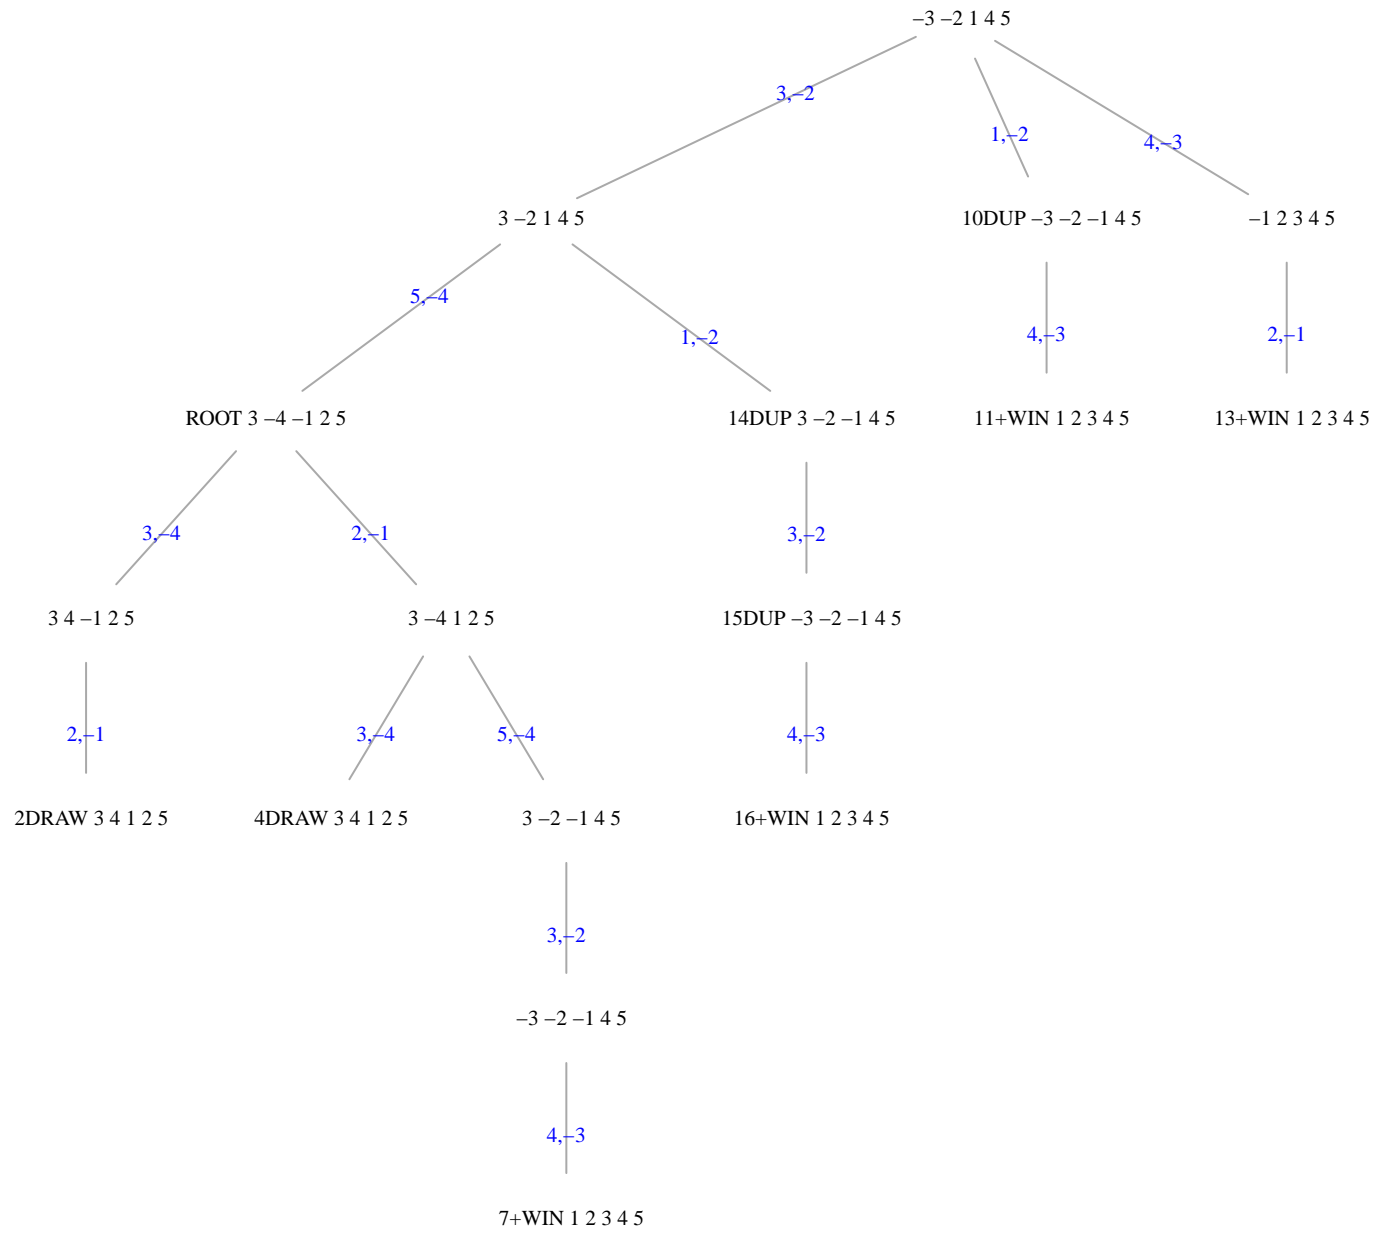 –3 –2 1 4 5
3,–2
1,–2
4,–3
3 –2 1 4 5
10DUP –3 –2 –1 4 5
–1 2 3 4 5
5,–4
1,–2
4,–3
2,–1
ROOT 3 –4 –1 2 5
14DUP 3 –2 –1 4 5
11+WIN 1 2 3 4 5
13+WIN 1 2 3 4 5
3,–4
2,–1
3,–2
3 4 –1 2 5
3 –4 1 2 5
15DUP –3 –2 –1 4 5
2,–1
3,–4
5,–4
4,–3
2DRAW 3 4 1 2 5
4DRAW 3 4 1 2 5
3 –2 –1 4 5
16+WIN 1 2 3 4 5
3,–2
–3 –2 –1 4 5
4,–3
7+WIN 1 2 3 4 5